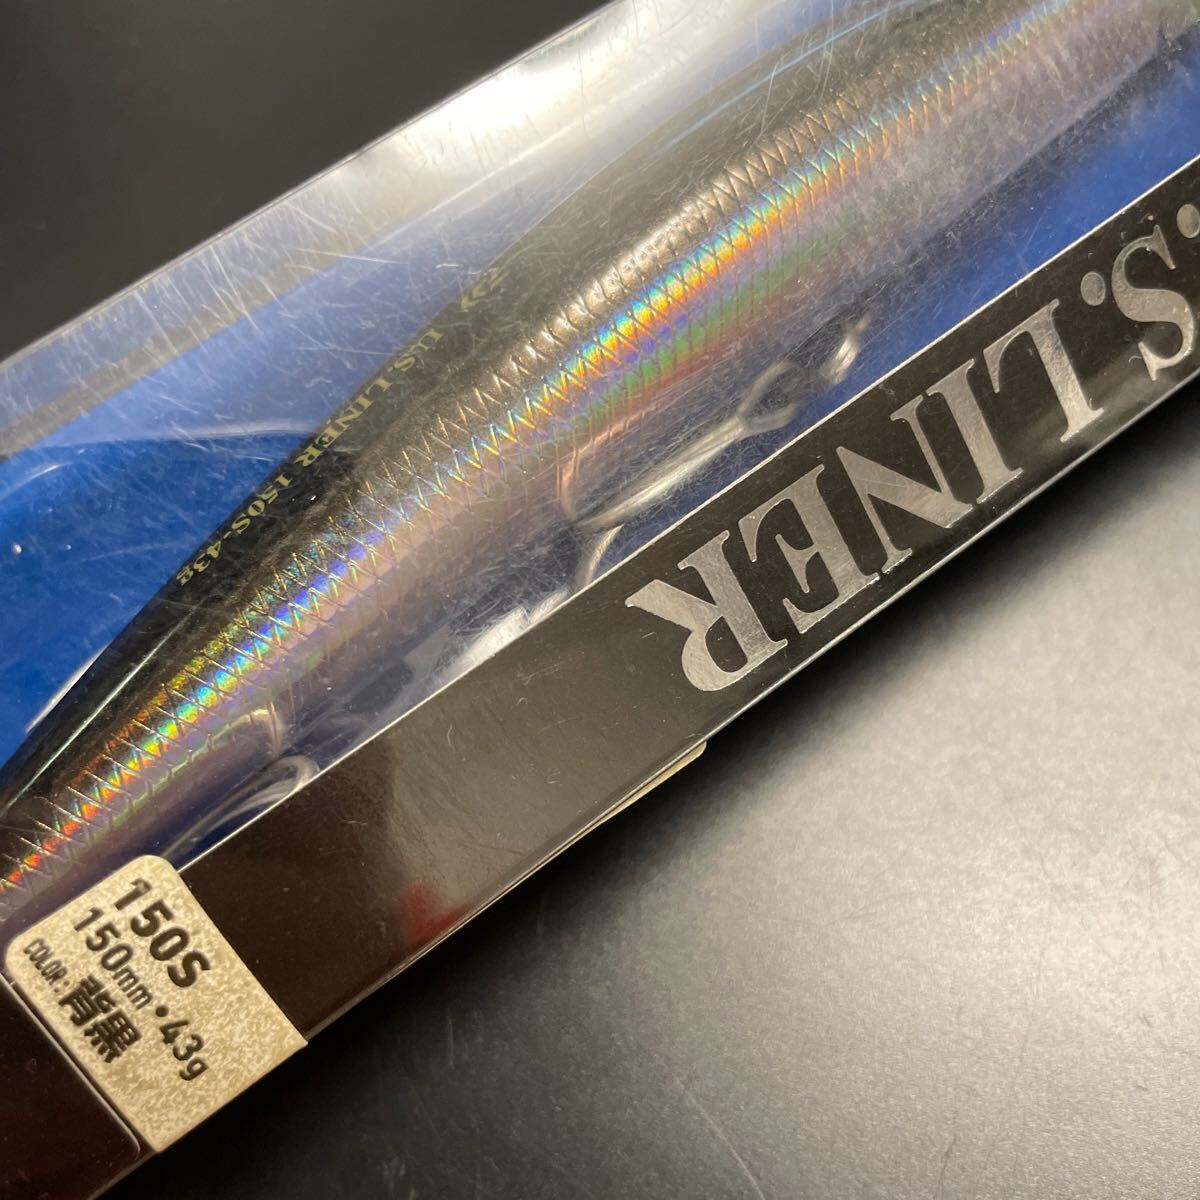 U.S.LINER 150S-43g
.S.LINER
150S
150mm・43g
COLOR:背黒